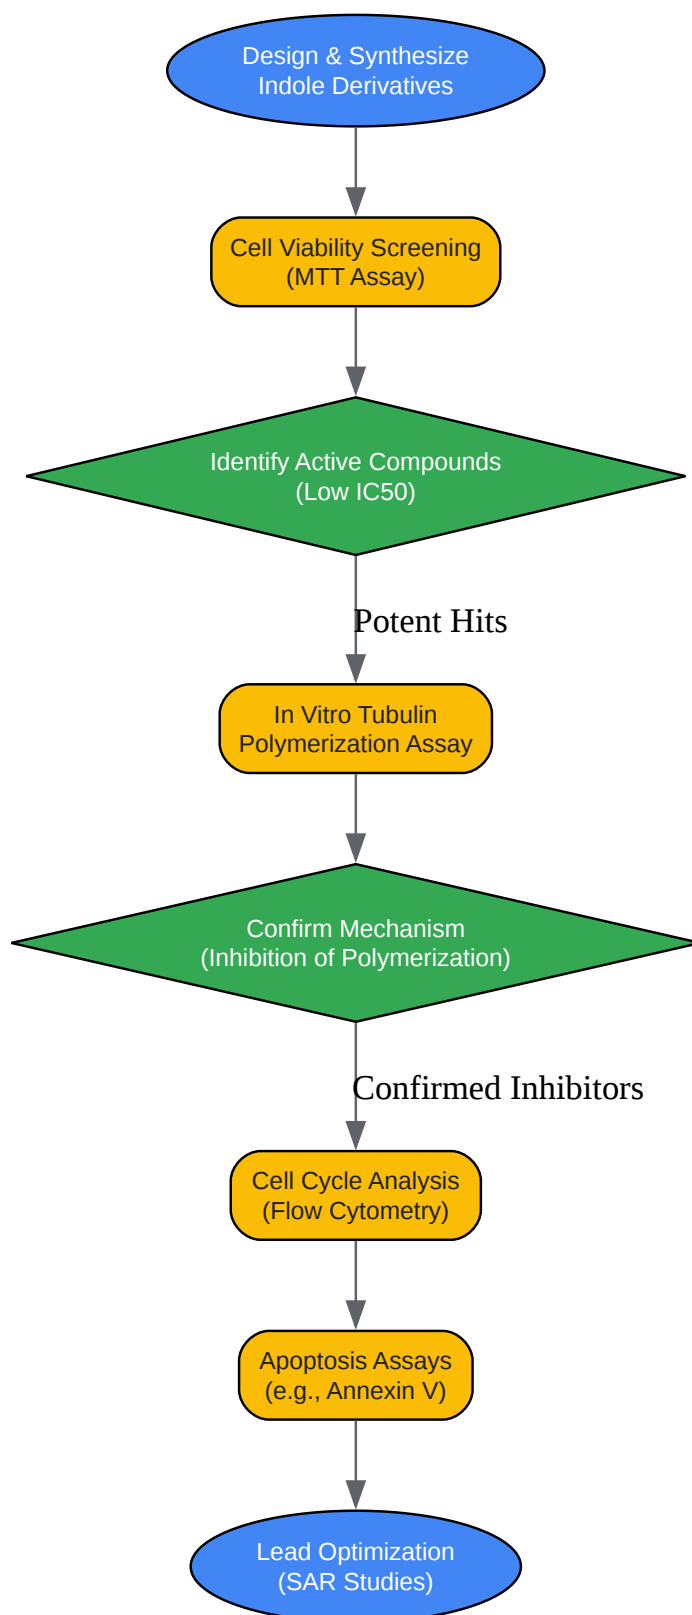 Design & Synthesize
Indole Derivatives
Cell Viability Screening
(MTT Assay)
Identify Active Compounds
(Low IC50)
Potent Hits
In Vitro Tubulin
Polymerization Assay
Confirm Mechanism
(Inhibition of Polymerization)
Confirmed Inhibitors
Cell Cycle Analysis
(Flow Cytometry)
Apoptosis Assays
(e.g., Annexin V)
Lead Optimization
(SAR Studies)